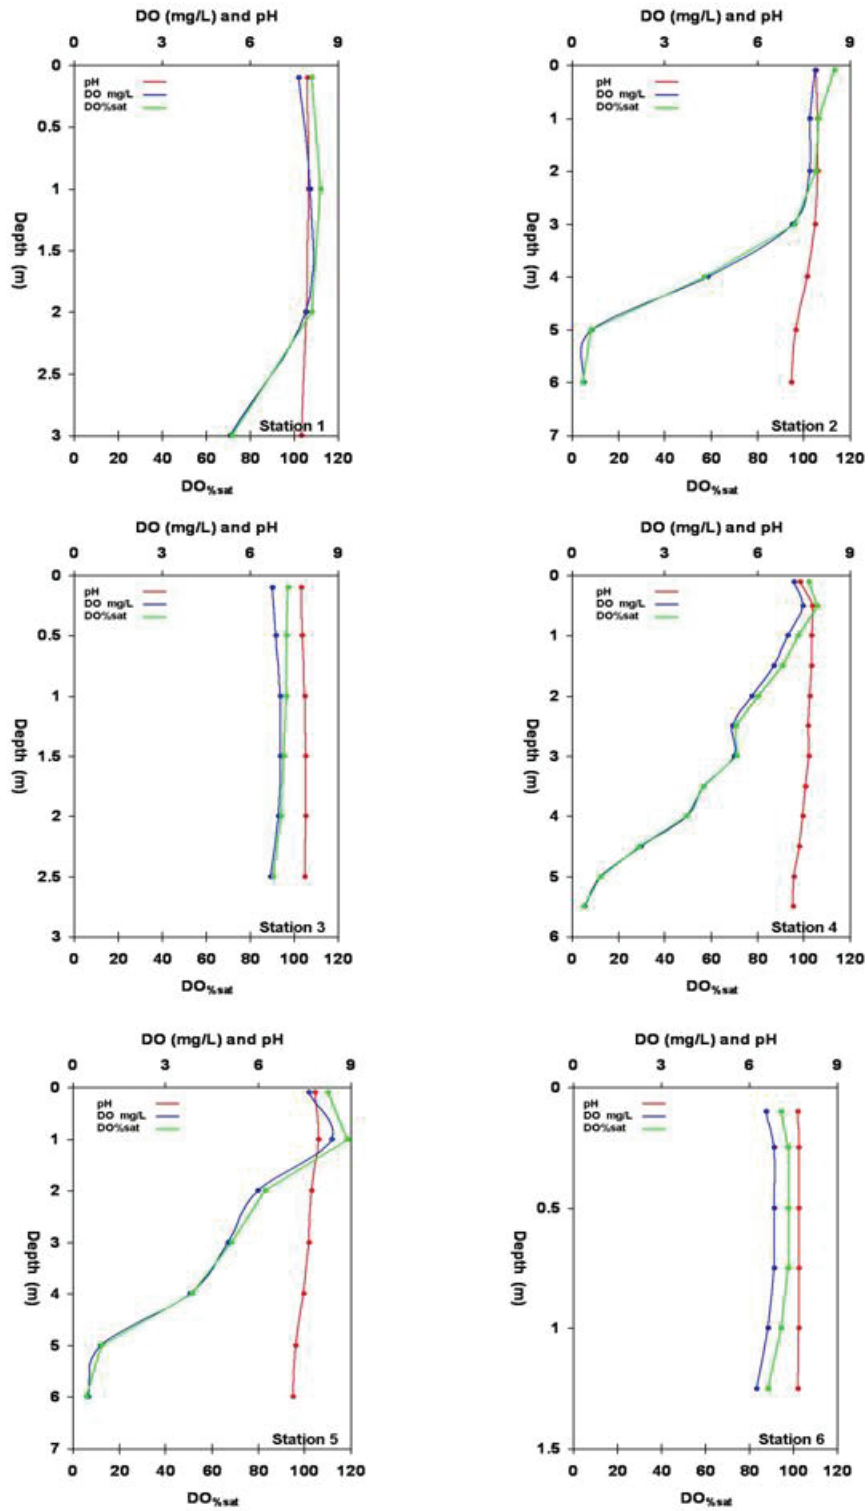 DO (mg/L) and pH
0 3 6 9
0
0.5
1
1.5
2
2.5
3
Depth (m)
pH
DO mg/L
DO%sat
Station 1
0 20 40 60 80 100 120
DO%sat
DO (mg/L) and pH
0 3 6 9
0
1
2
3
4
5
6
7
Depth (m)
pH
DO mg/L
DO%sat
Station 2
0 20 40 60 80 100 120
DO%sat
DO (mg/L) and pH
0 3 6 9
0
0.5
1
1.5
2
2.5
3
Depth (m)
pH
DO mg/L
DO%sat
Station 3
0 20 40 60 80 100 120
DO%sat
DO (mg/L) and pH
0 3 6 9
0
1
2
3
4
5
6
Depth (m)
pH
DO mg/L
DO%sat
Station 4
0 20 40 60 80 100 120
DO%sat
DO (mg/L) and pH
0 3 6 9
0
1
2
3
4
5
6
7
Depth (m)
pH
DO mg/L
DO%sat
Station 5
0 20 40 60 80 100 120
DO%sat
DO (mg/L) and pH
0 3 6 9
0
0.5
1
1.5
Depth (m)
pH
DO mg/L
DO%sat
Station 6
0 20 40 60 80 100 120
DO%sat